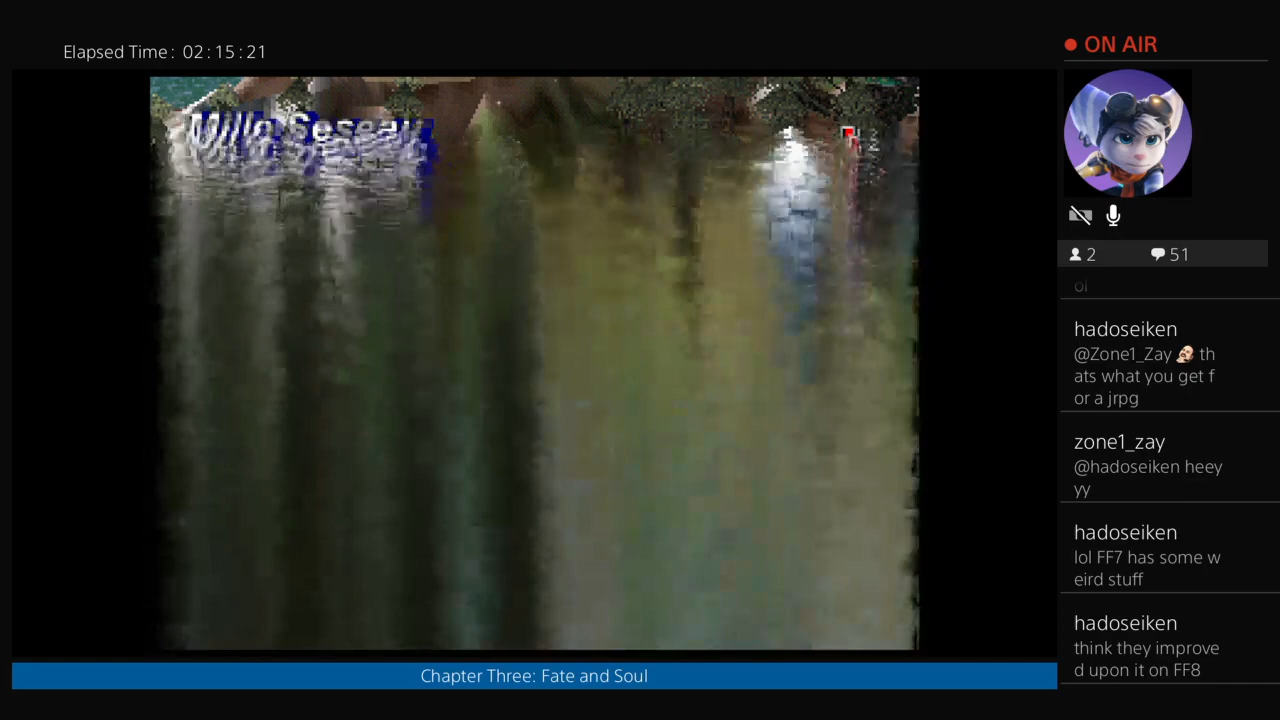 Elapsed Time: 02:15:21
ON AIR
2
51
hadoseiken
@Zone1_Zay th
ats what you get f
or a jrpg
zone1_zay
@hadoseiken heey
yy
hadoseiken
lol FF7 has some w
eird stuff
hadoseiken
think they improve
d upon it on FF8
Chapter Three: Fate and Soul